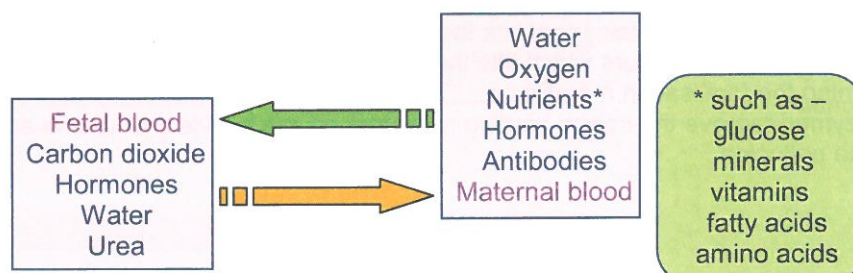 Fetal blood
Carbon dioxide
Hormones
Water
Urea
Water
Oxygen
Nutrients*
Hormones
Antibodies
Maternal blood
* such as –
glucose
minerals
vitamins
fatty acids
amino acids